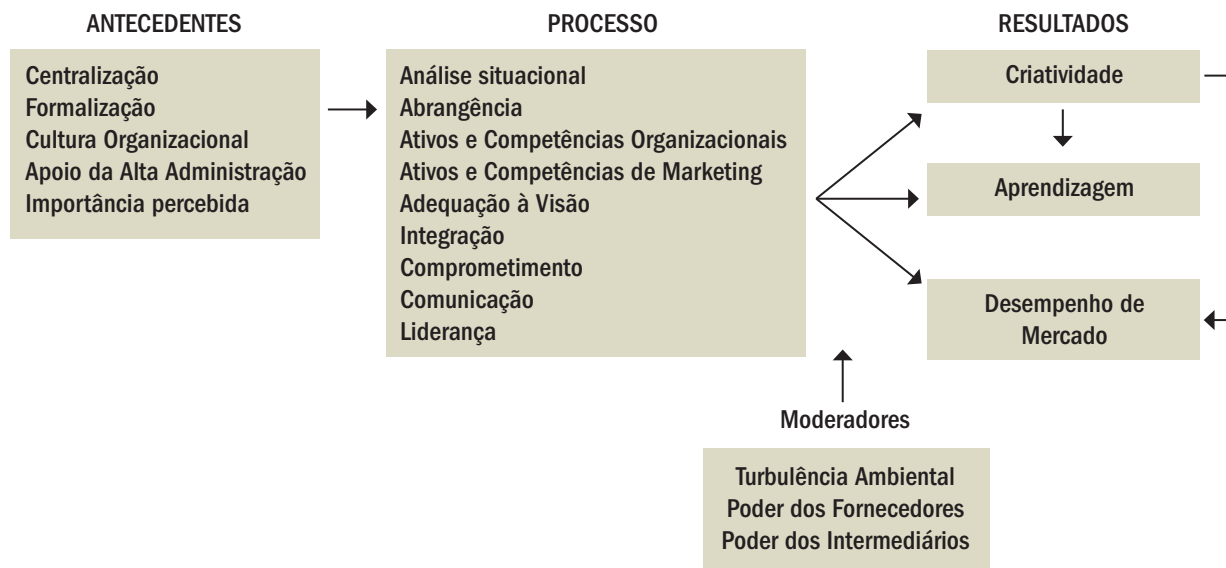 ANTECEDENTES
Centralização
Formalização
Cultura Organizacional
Apoio da Alta Administração
Importância percebida
PROCESSO
Análise situacional
Abrangência
Ativos e Competências Organizacionais
Ativos e Competências de Marketing
Adequação à Visão
Integração
Comprometimento
Comunicação
Liderança
RESULTADOS
Criatividade
Aprendizagem
Desempenho de
Mercado
Moderadores
Turbulência Ambiental
Poder dos Fornecedores
Poder dos Intermediários